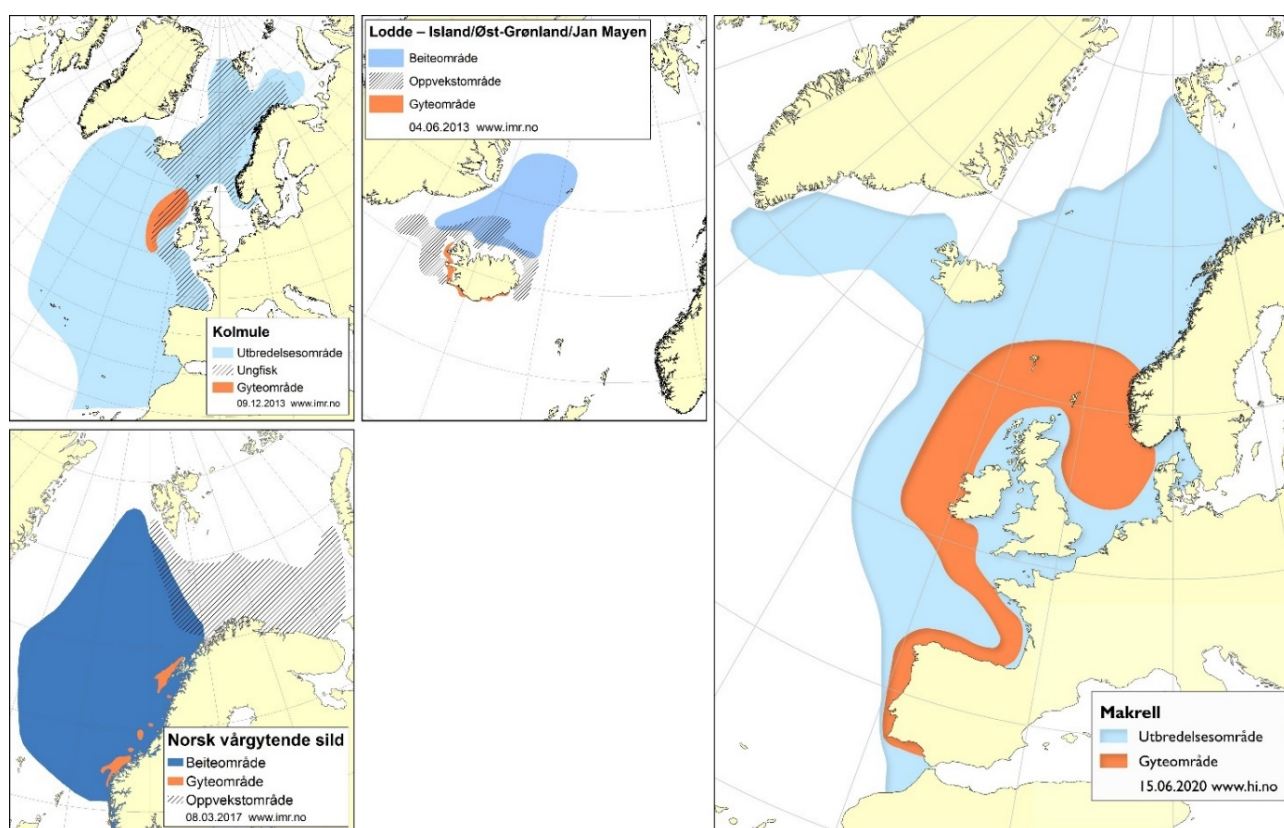 Kolmule
Utbredelsesområde
Ungfisk
Gyteområde
09.12.2013 www.imr.no
Lodde – Island/Øst-Grønland/Jan Mayen
Beiteområde
Oppvekstområde
Gyteområde
04.06.2013 www.imr.no
Norsk vårgytende sild
Beiteområde
Gyteområde
Oppvekstområde
08.03.2017 www.imr.no
Makrell
Utbredelsesområde
Gyteområde
15.06.2020 www.hi.no